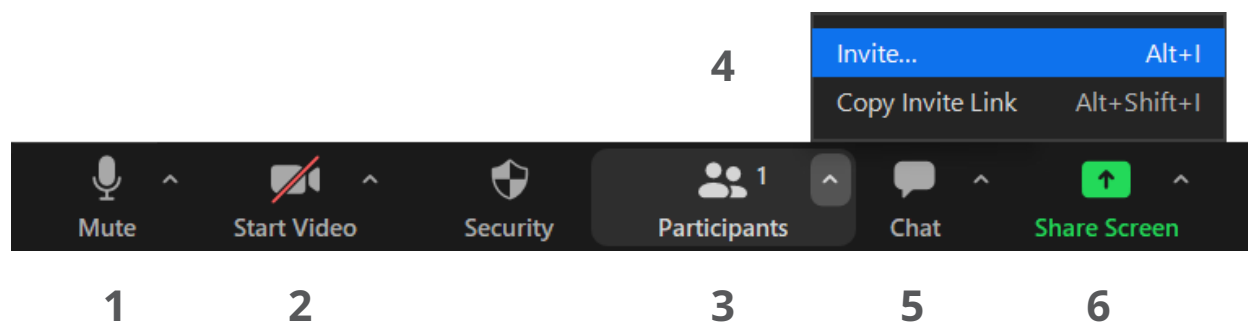 4
Invite... Alt+I
Copy Invite Link Alt+Shift+I
1
Mute
Start Video
Security
Participants
Chat
Share Screen
1
2
3
5
6